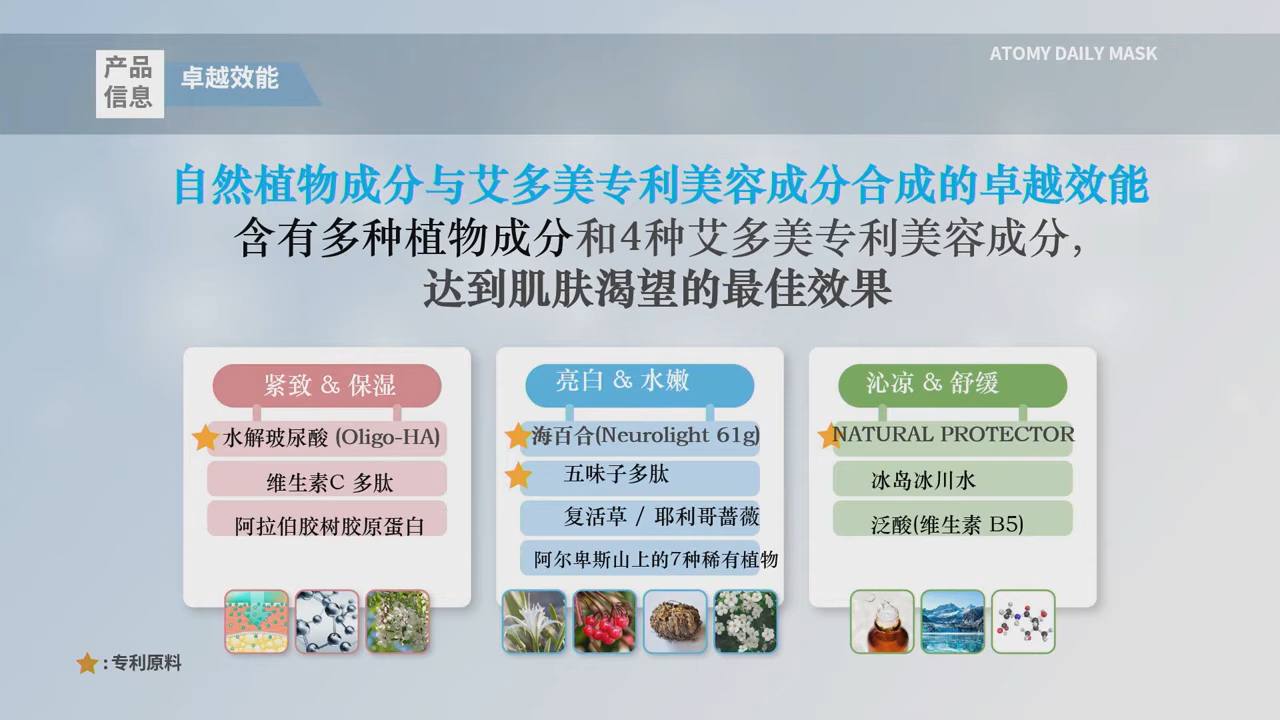 产品
信息
卓越效能
ATOMY DAILY MASK
自然植物成分与艾多美专利美容成分合成的卓越效能
含有多种植物成分和4种艾多美专利美容成分，
达到肌肤渴望的最佳效果
紧致 & 保湿
水解玻尿酸 (Oligo-HA)
维生素C 多肽
阿拉伯胶树胶原蛋白
亮白 & 水嫩
海百合(Neurolight 61g)
五味子多肽
复活草 / 耶利哥蔷薇
阿尔卑斯山上的7种稀有植物
沁凉 & 舒缓
NATURAL PROTECTOR
冰岛冰川水
泛酸(维生素 B5)
: 专利原料